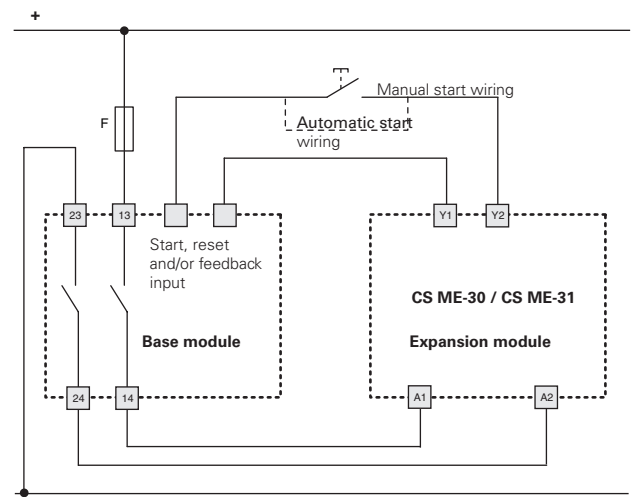 +
F
Manual start wiring
Automatic start
wiring
23
13
Y1
Y2
Start, reset
and/or feedback
input
CS ME-30 / CS ME-31
Base module
Expansion module
24
14
A1
A2